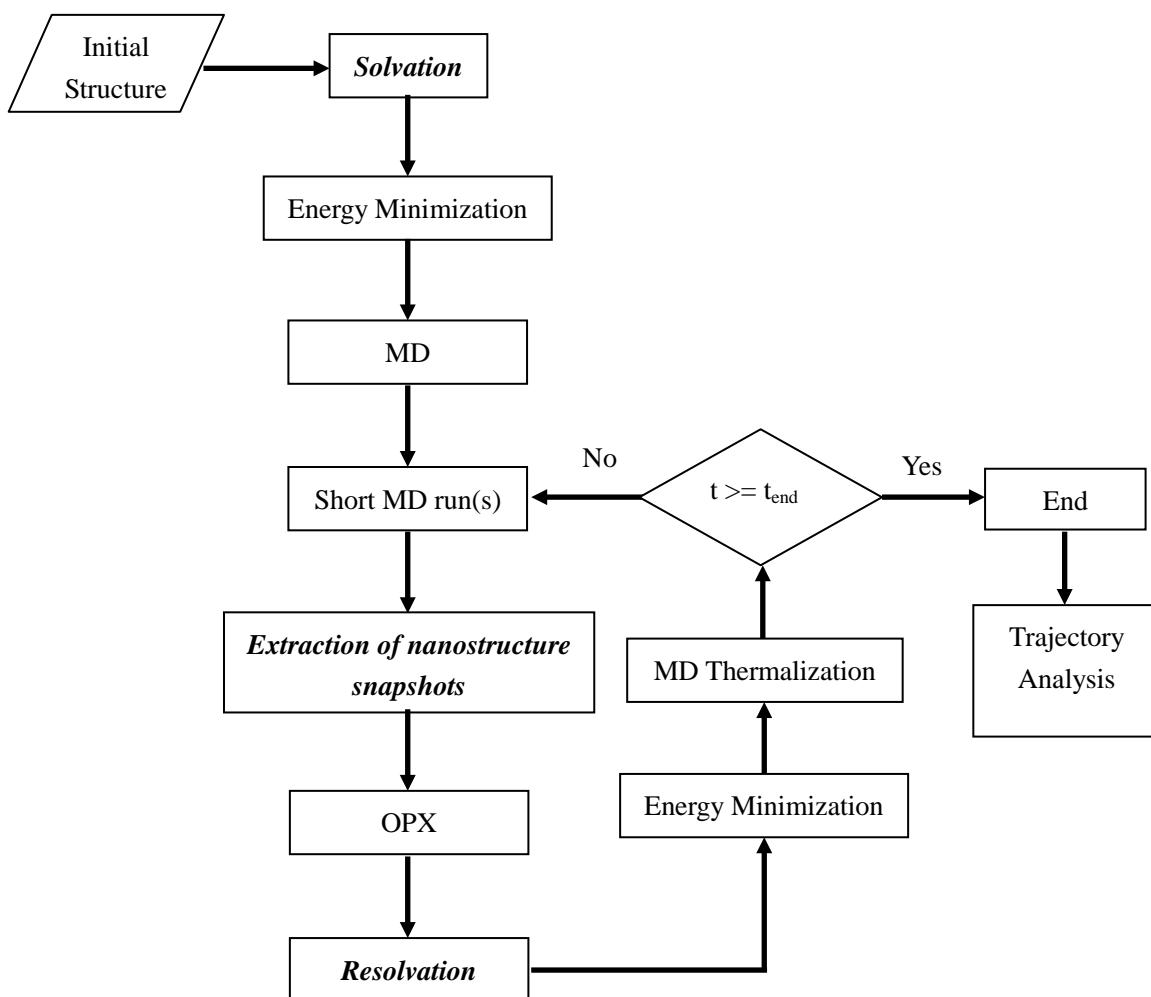 Initial
Structure
Solvation
Energy Minimization
MD
Short MD run(s)
Extraction of nanostructure
snapshots
OPX
Resolvation
Energy Minimization
MD Thermalization
t >= tend
No
Yes
End
Trajectory
Analysis